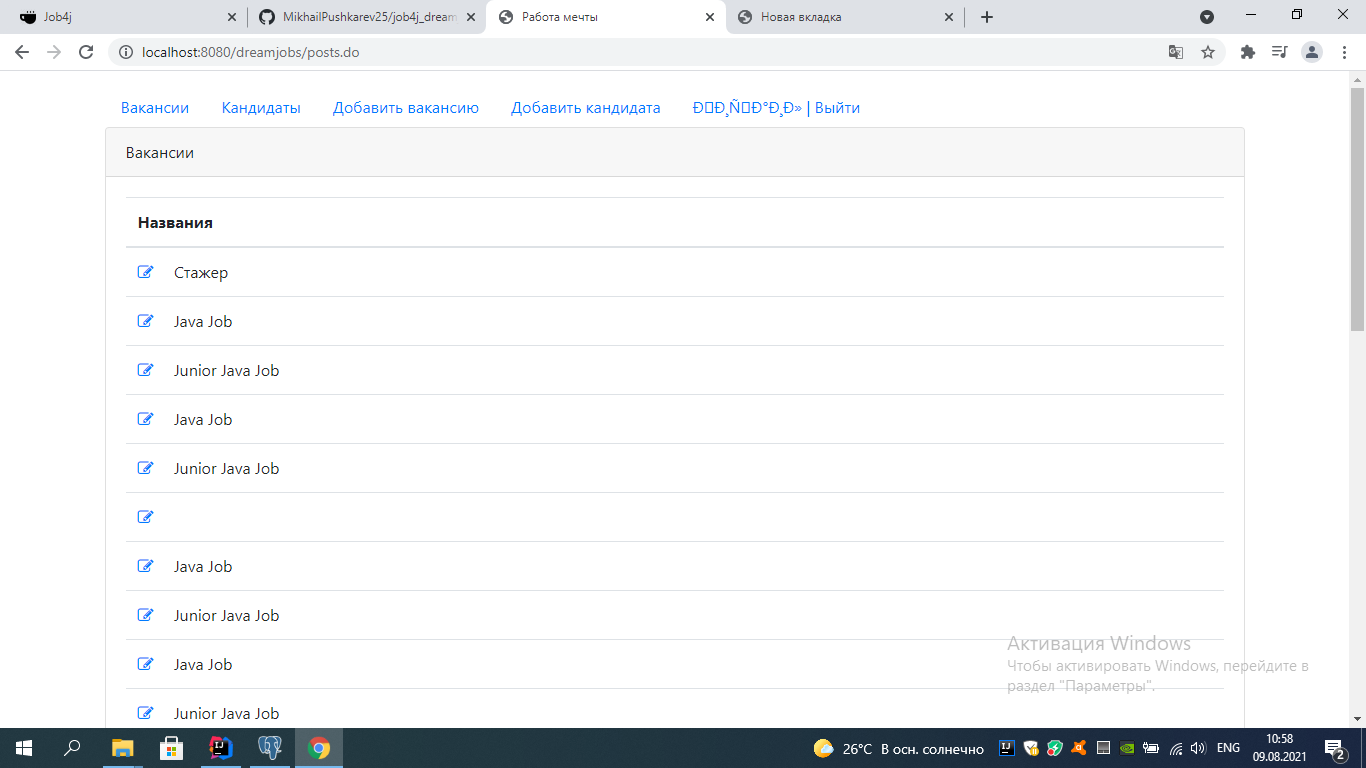 Job4j
MikhailPushkarev25/job4j_dream
Работа мечты
Новая вкладка
localhost:8080/dreamjobs/posts.do
Вакансии Кандидаты Добавить вакансию Добавить кандидата | Выйти
Вакансии
Названия
Стажер
Java Job
Junior Java Job
Java Job
Junior Java Job
Java Job
Junior Java Job
Java Job
Junior Java Job
Активация Windows
Чтобы активировать Windows, перейдите в
раздел "Параметры".
26°C В осн. солнечно
ENG
10:58
09.08.2021
2